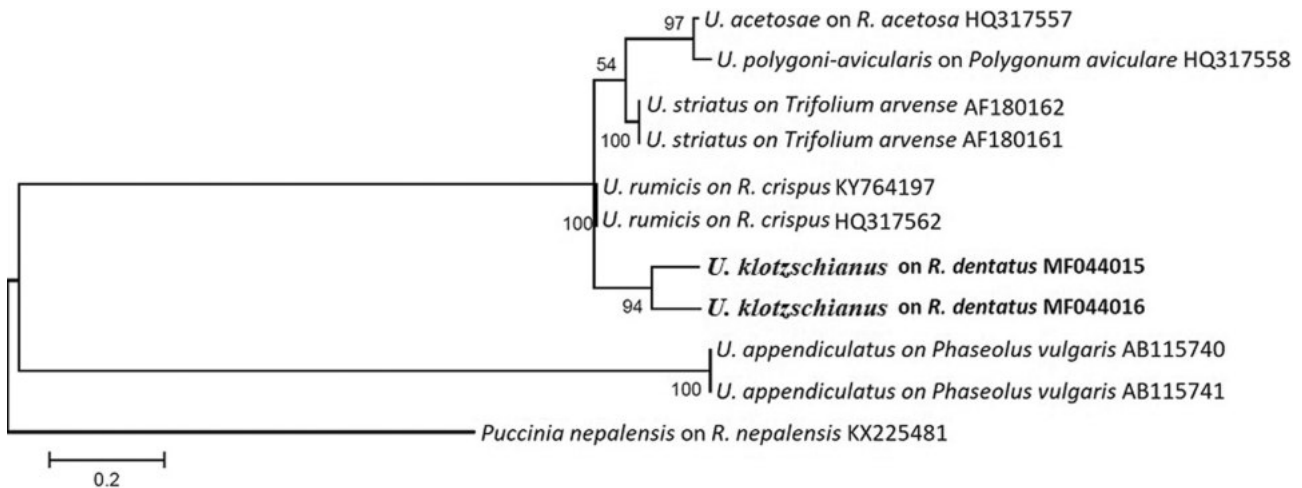 97
U. acetosae on R. acetosa HQ317557
U. polygoni-avicularis on Polygonum aviculare HQ317558
54
U. striatus on Trifolium arvense AF180162
100
U. striatus on Trifolium arvense AF180161
U. rumicis on R. crispus KY764197
100
U. rumicis on R. crispus HQ317562
U. klotzschianus on R. dentatus MF044015
94
U. klotzschianus on R. dentatus MF044016
U. appendiculatus on Phaseolus vulgaris AB115740
100
U. appendiculatus on Phaseolus vulgaris AB115741
Puccinia nepalensis on R. nepalensis KX225481
0.2